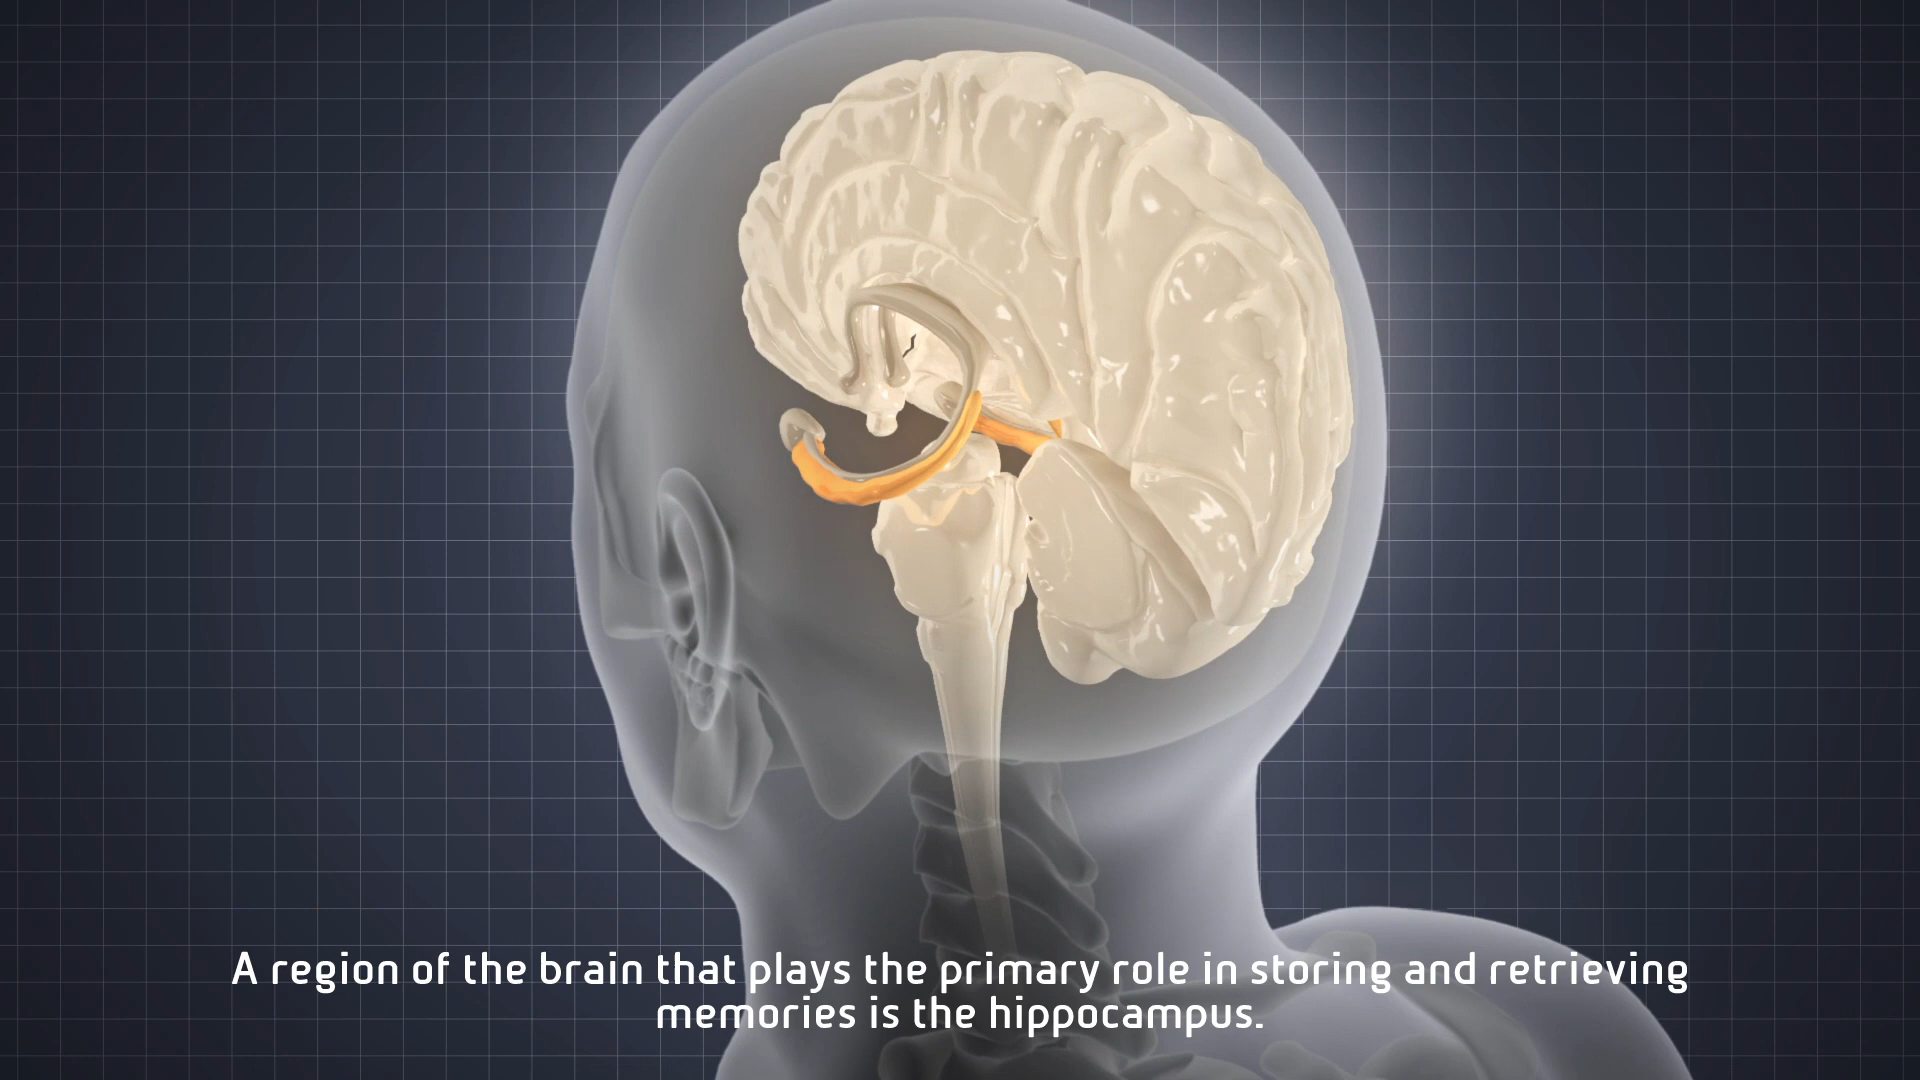 A region of the brain that plays the primary role in storing and retrieving
memories is the hippocampus.